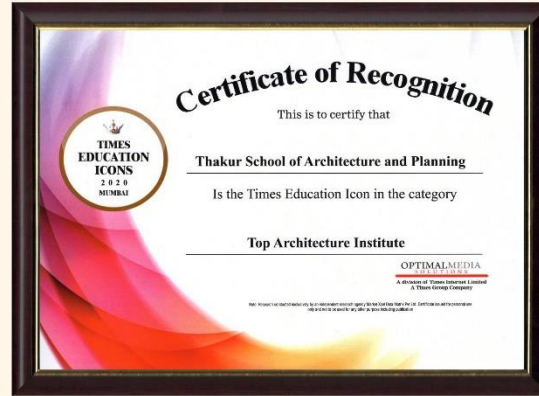 Certificate of Recognition
This is to certify that
TIMES
EDUCATION
ICONS
2020
MUMBAI
Thakur School of Architecture and Planning
Is the Times Education Icon in the category
Top Architecture Institute
OPTIMALMEDIA
SOLUTIONS
A division of Times Internet Limited
A Times Group Company